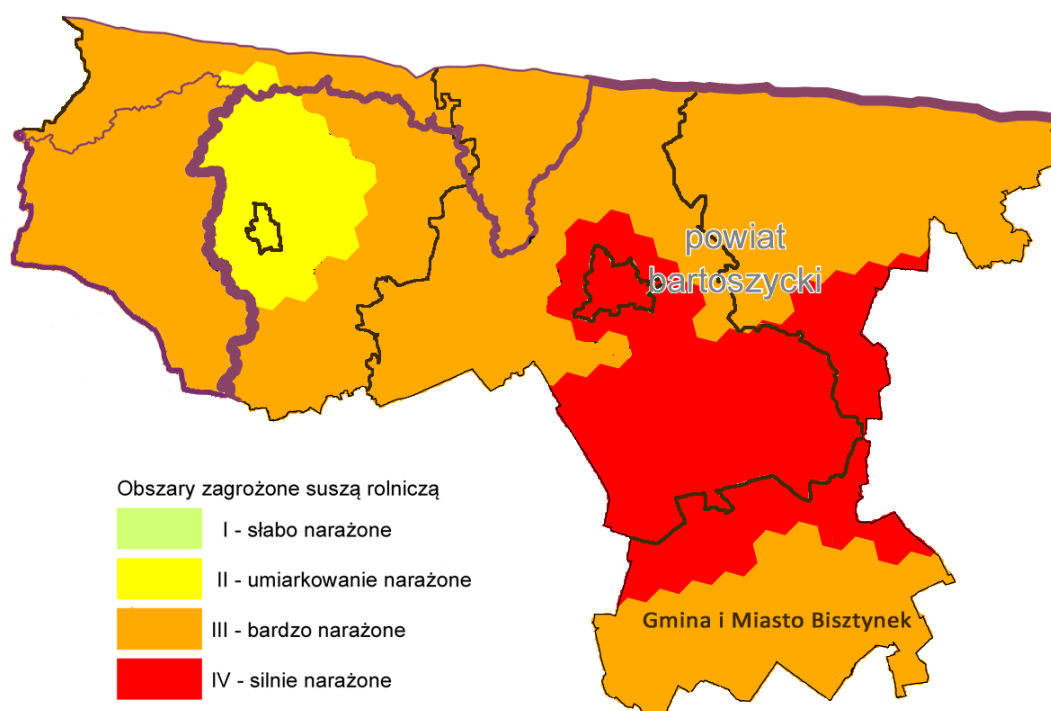 powiat
bartoszycki
Obszary zagrożone suszą rolniczą
I - słabo narażone
II - umiarkowanie narażone
III - bardzo narażone
IV - silnie narażone
Gmina i Miasto Bisztynek